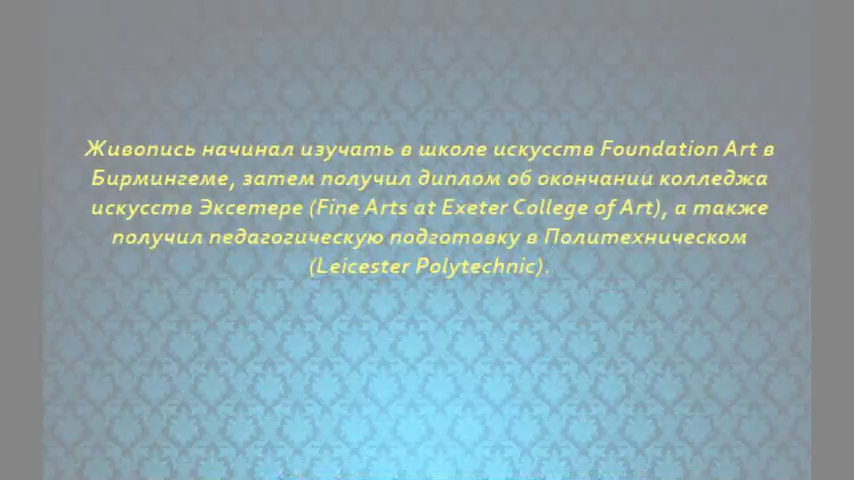 Живопись начинал изучать в школе искусств Foundation Art в
Бирмингеме, затем получил диплом об окончании колледжа
искусств Эксетере (Fine Arts at Exeter College of Art), а также
получил педагогическую подготовку в Политехническом
(Leicester Polytechnic).